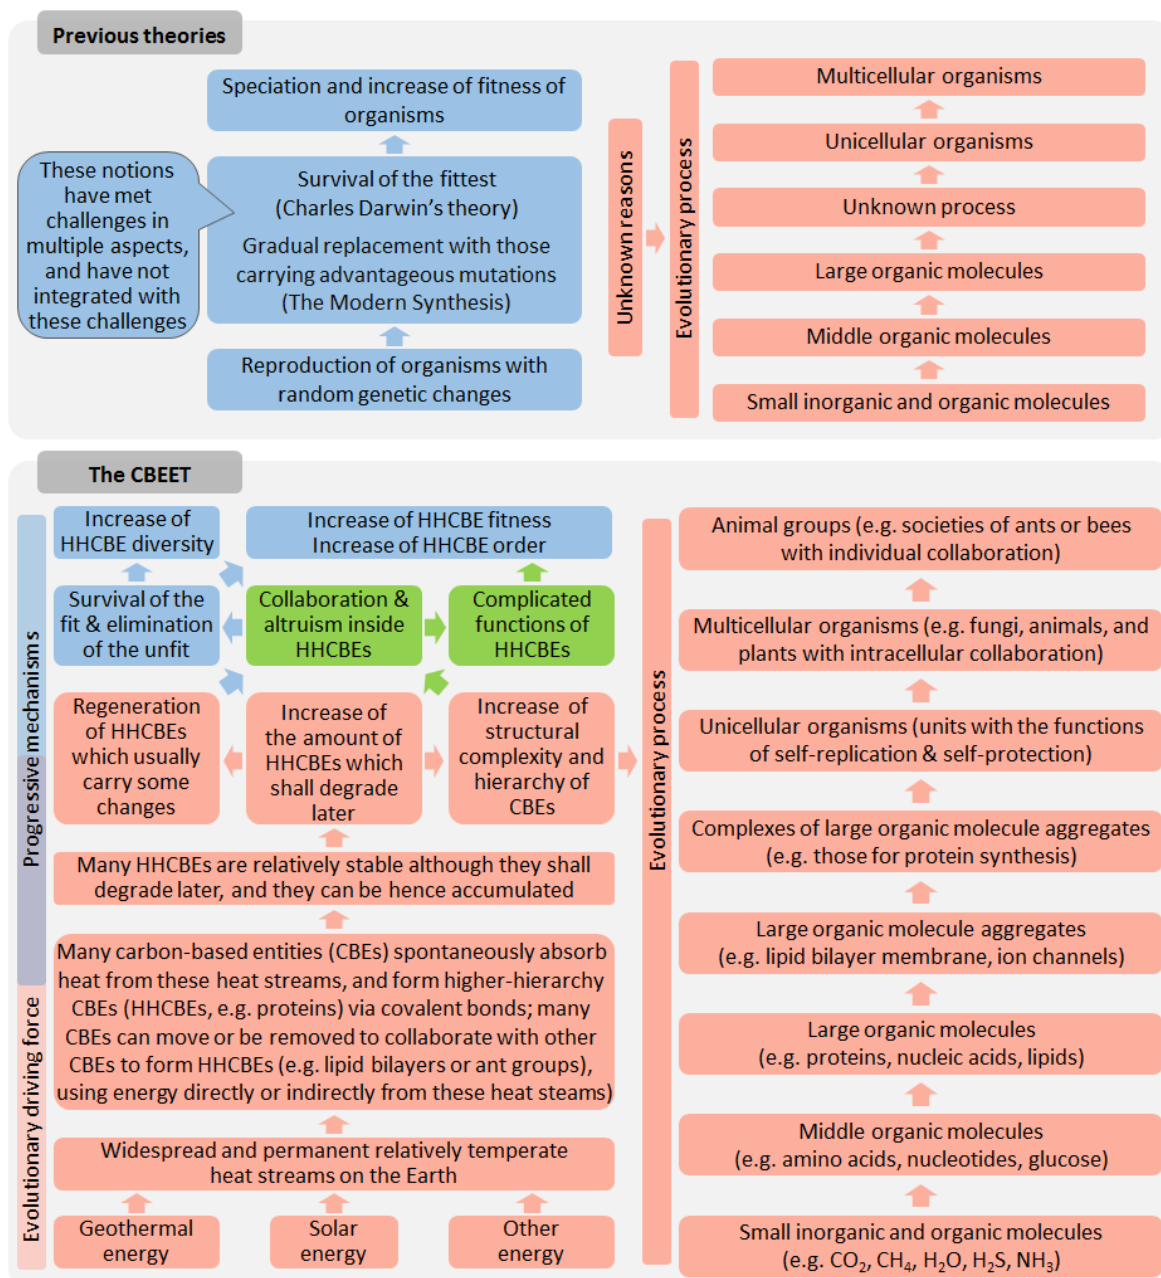 Previous theories
Speciation and increase of fitness of
organisms
These notions
have met
challenges in
multiple aspects,
and have not
integrated with
these challenges
Survival of the fittest
(Charles Darwin's theory)
Gradual replacement with those
carrying advantageous mutations
(The Modern Synthesis)
Reproduction of organisms with
random genetic changes
Unknown reasons
Evolutionary process
Multicellular organisms
Unicellular organisms
Unknown process
Large organic molecules
Middle organic molecules
Small inorganic and organic molecules
The CBEET
Progressive mechanisms
Evolutionary driving force
Increase of
HHCBE diversity
Increase of HHCBE fitness
Increase of HHCBE order
Survival of the
fit & elimination
of the unfit
Collaboration &
altruism inside
HHCBEs
Complicated
functions of
HHCBEs
Regeneration
of HHCBEs
which usually
carry some
changes
Increase of
the amount of
HHCBEs which
shall degrade
later
Increase of
structural
complexity and
hierarchy of
CBEs
Many HHCBEs are relatively stable although they shall
degrade later, and they can be hence accumulated
Many carbon-based entities (CBEs) spontaneously absorb
heat from these heat streams, and form higher-hierarchy
CBEs (HHCBEs, e.g. proteins) via covalent bonds; many
CBEs can move or be removed to collaborate with other
CBEs to form HHCBEs (e.g. lipid bilayers or ant groups),
using energy directly or indirectly from these heat steams)
Widespread and permanent relatively temperate
heat streams on the Earth
Geothermal
energy
Solar
energy
Other
energy
Evolutionary process
Animal groups (e.g. societies of ants or bees
with individual collaboration)
Multicellular organisms (e.g. fungi, animals, and
plants with intracellular collaboration)
Unicellular organisms (units with the functions
of self-replication & self-protection)
Complexes of large organic molecule aggregates
(e.g. those for protein synthesis)
Large organic molecule aggregates
(e.g. lipid bilayer membrane, ion channels)
Large organic molecules
(e.g. proteins, nucleic acids, lipids)
Middle organic molecules
(e.g. amino acids, nucleotides, glucose)
Small inorganic and organic molecules
(e.g. CO₂, CH₄, H₂O, H₂S, NH₃)